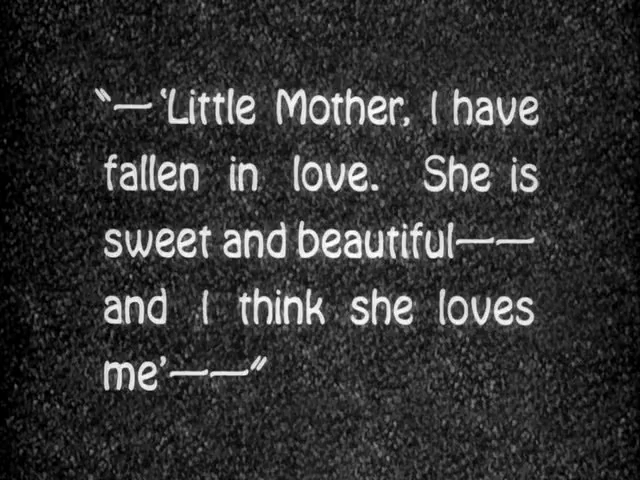 "—'Little Mother, I have
fallen in love. She is
sweet and beautiful——
and I think she loves
me'——"